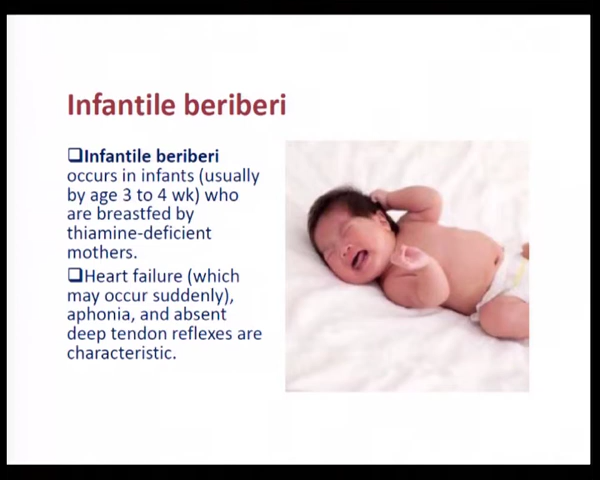 Infantile beriberi
❑Infantile beriberi
occurs in infants (usually
by age 3 to 4 wk) who
are breastfed by
thiamine-deficient
mothers.
❑Heart failure (which
may occur suddenly),
aphonia, and absent
deep tendon reflexes are
characteristic.